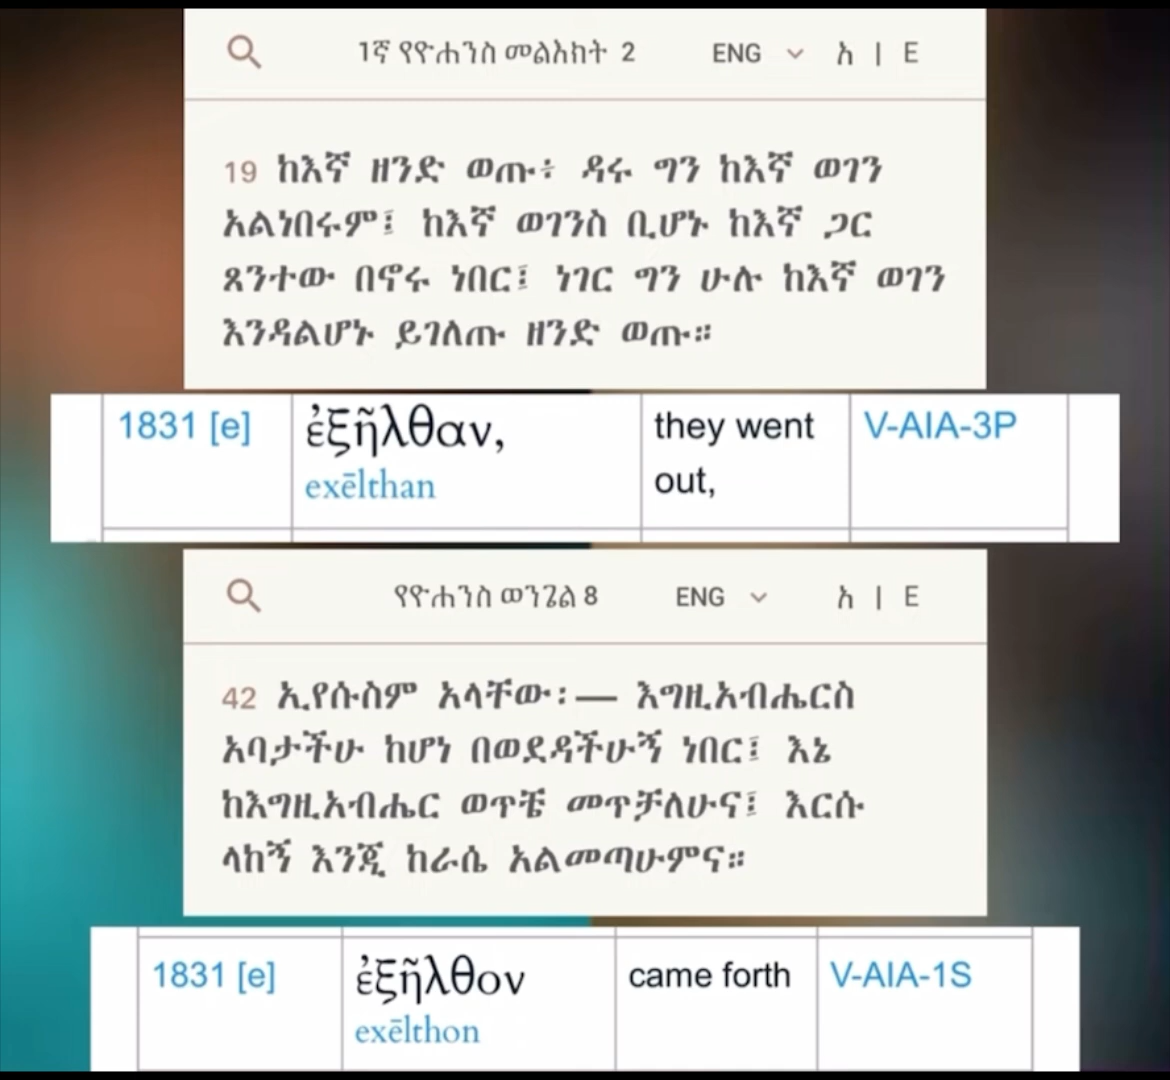 1ኛ የዮሐንስ መልእክት 2 ENG አ | E
19 ከእኛ ዘንድ ወጡ፥ ዳሩ ግን ከእኛ ወገን
አልነበሩም፤ ከእኛ ወገንስ ቢሆኑ ከእኛ ጋር
ጸንተው በኖሩ ነበር፤ ነገር ግን ሁሉ ከእኛ ወገን
እንዳልሆኑ ይገለጡ ዘንድ ወጡ።
1831 [e] ἐξῆλθαν, they went V-AIA-3P
exēlthan out,
የዮሐንስ ወንጌል 8 ENG አ | E
42 ኢየሱስም አላቸው፡— እግዚአብሔርስ
አባታችሁ ከሆነ በወደዳችሁኝ ነበር፤ እኔ
ከእግዚአብሔር ወጥቼ መጥቻለሁና፤ እርሱ
ላከኝ እንጂ ከራሴ አልመጣሁምና።
1831 [e] ἐξῆλθον came forth V-AIA-1S
exēlthon